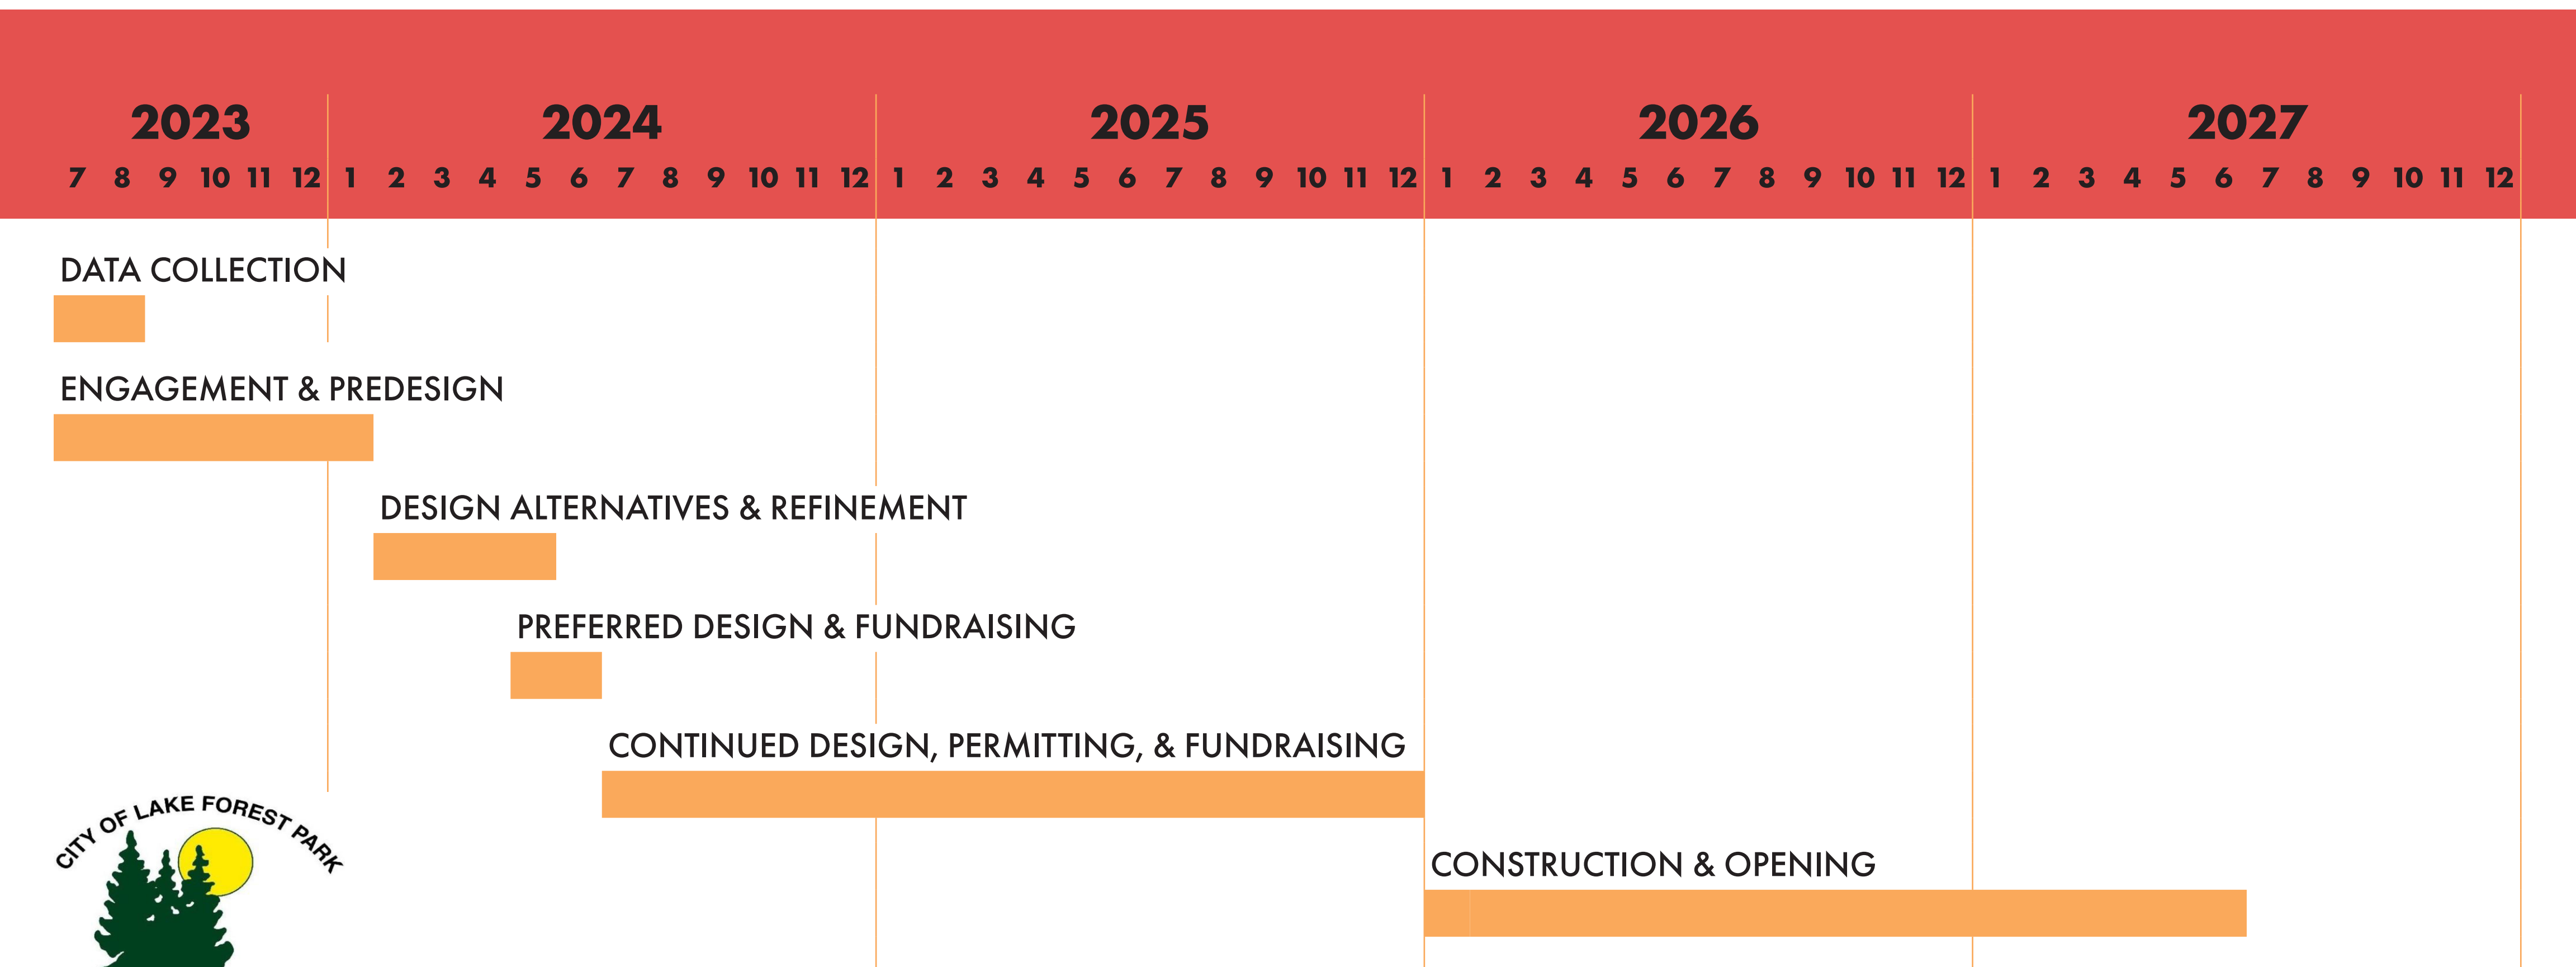 2023 2024 2025 2026 2027
7 8 9 10 11 12 1 2 3 4 5 6 7 8 9 10 11 12 1 2 3 4 5 6 7 8 9 10 11 12 1 2 3 4 5 6 7 8 9 10 11 12 1 2 3 4 5 6 7 8 9 10 11 12
DATA COLLECTION
ENGAGEMENT & PREDESIGN
DESIGN ALTERNATIVES & REFINEMENT
PREFERRED DESIGN & FUNDRAISING
CONTINUED DESIGN, PERMITTING, & FUNDRAISING
CITY OF LAKE FOREST PARK
CONSTRUCTION & OPENING